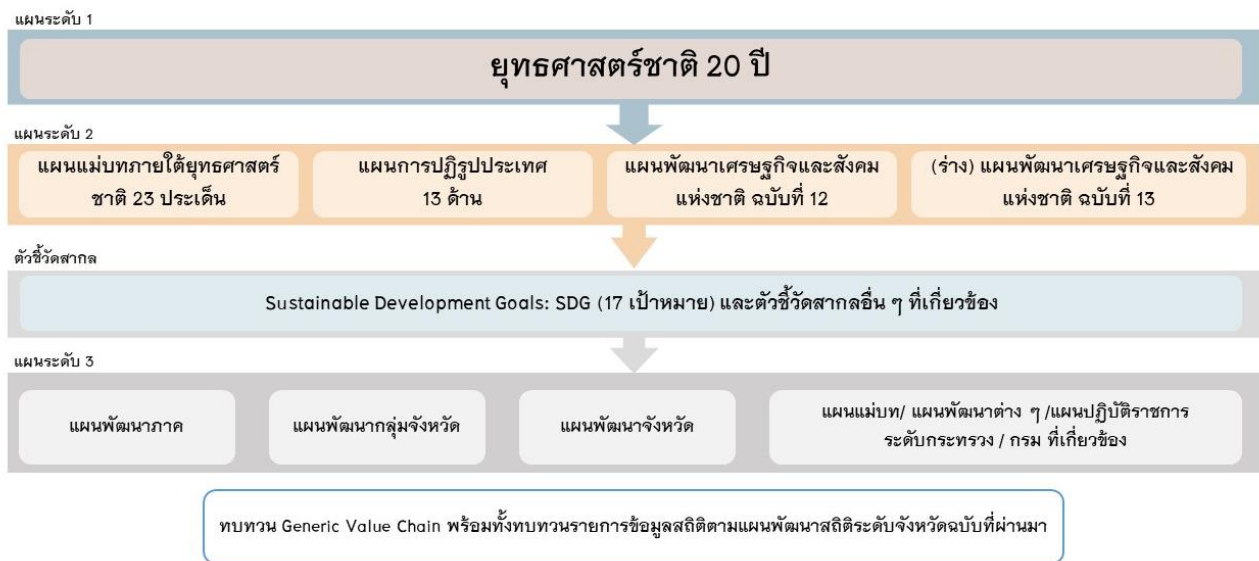 แผนระดับ 1
ยุทธศาสตร์ชาติ 20 ปี
แผนระดับ 2
แผนแม่บทภายใต้ยุทธศาสตร์
ชาติ 23 ประเด็น
แผนการปฏิรูปประเทศ
13 ด้าน
แผนพัฒนาเศรษฐกิจและสังคม
แห่งชาติ ฉบับที่ 12
(ร่าง) แผนพัฒนาเศรษฐกิจและสังคม
แห่งชาติ ฉบับที่ 13
ตัวชี้วัดสากล
Sustainable Development Goals: SDG (17 เป้าหมาย) และตัวชี้วัดสากลอื่น ๆ ที่เกี่ยวข้อง
แผนระดับ 3
แผนพัฒนาภาค
แผนพัฒนากลุ่มจังหวัด
แผนพัฒนาจังหวัด
แผนแม่บท/ แผนพัฒนาต่าง ๆ /แผนปฏิบัติราชการ
ระดับกระทรวง / กรม ที่เกี่ยวข้อง
ทบทวน Generic Value Chain พร้อมทั้งทบทวนรายการข้อมูลสถิติตามแผนพัฒนาสถิติระดับจังหวัดฉบับที่ผ่านมา